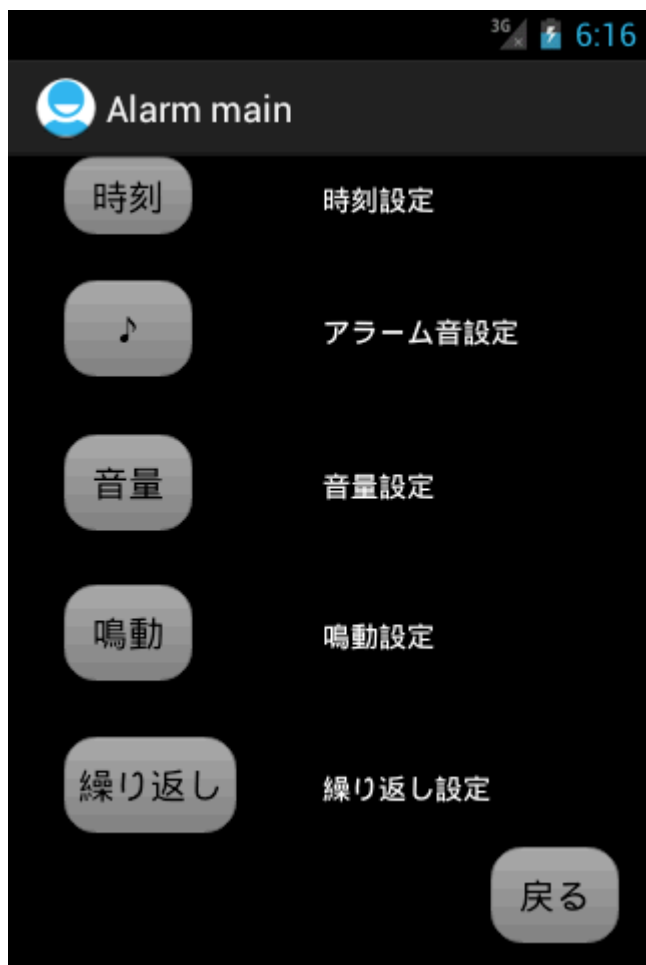 3G 6:16
Alarm main
時刻 時刻設定
♪ アラーム音設定
音量 音量設定
鳴動 鳴動設定
繰り返し 繰り返し設定
戻る